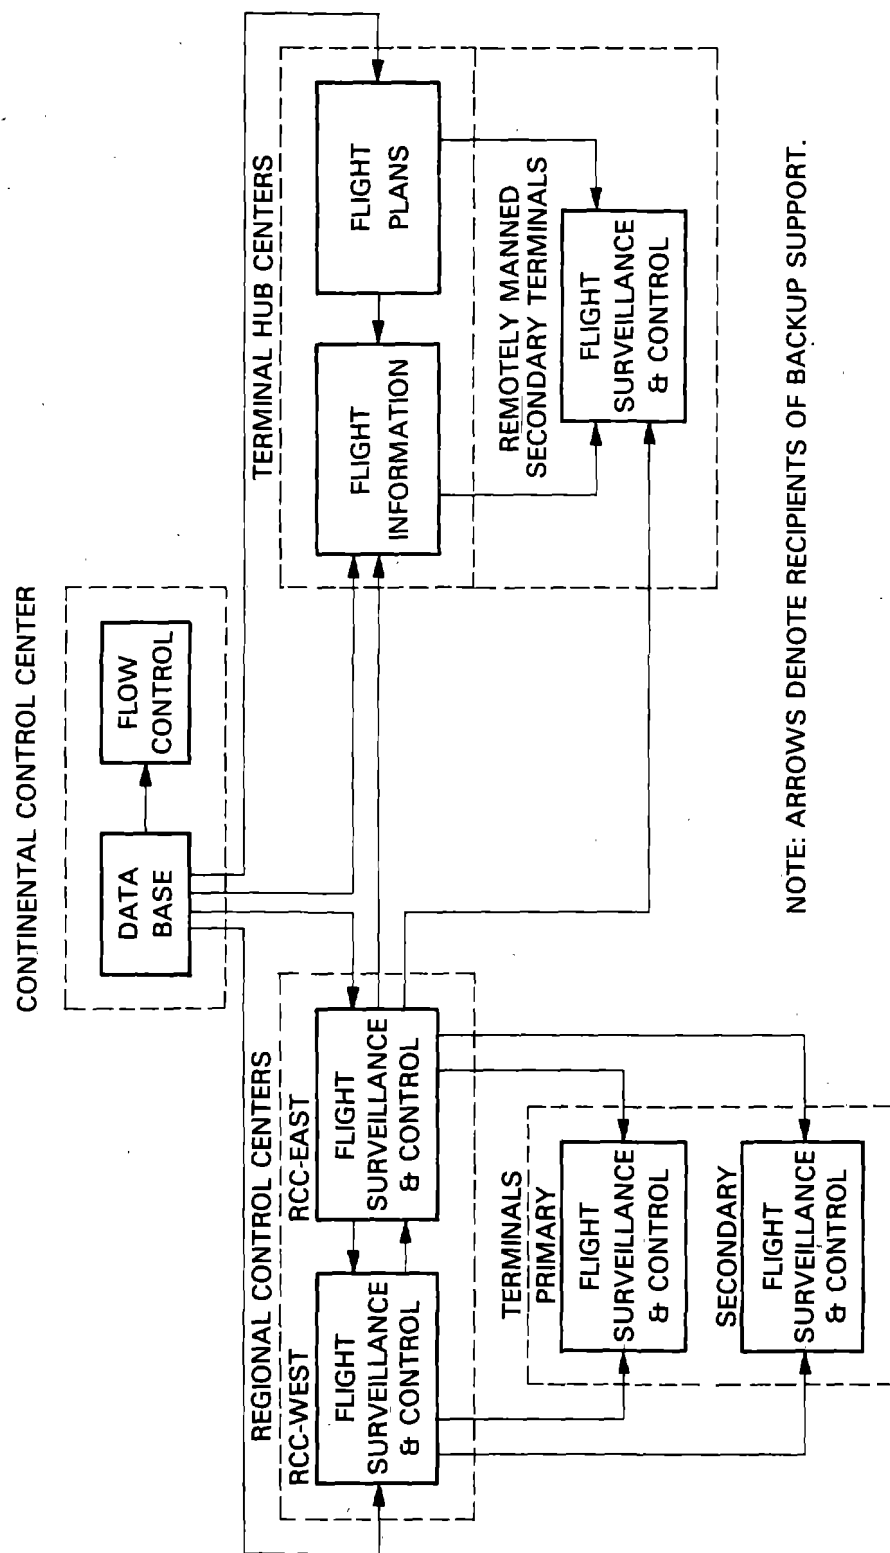 CONTINENTAL CONTROL CENTER
DATA
BASE
FLOW
CONTROL
REGIONAL CONTROL CENTERS
RCC-WEST
FLIGHT
SURVEILLANCE
& CONTROL
RCC-EAST
FLIGHT
SURVEILLANCE
& CONTROL
TERMINAL HUB CENTERS
FLIGHT
INFORMATION
FLIGHT
PLANS
TERMINALS
PRIMARY
FLIGHT
SURVEILLANCE
& CONTROL
SECONDARY
FLIGHT
SURVEILLANCE
& CONTROL
REMOTELY MANNED
SECONDARY TERMINALS
FLIGHT
SURVEILLANCE
& CONTROL
NOTE: ARROWS DENOTE RECIPIENTS OF BACKUP SUPPORT.